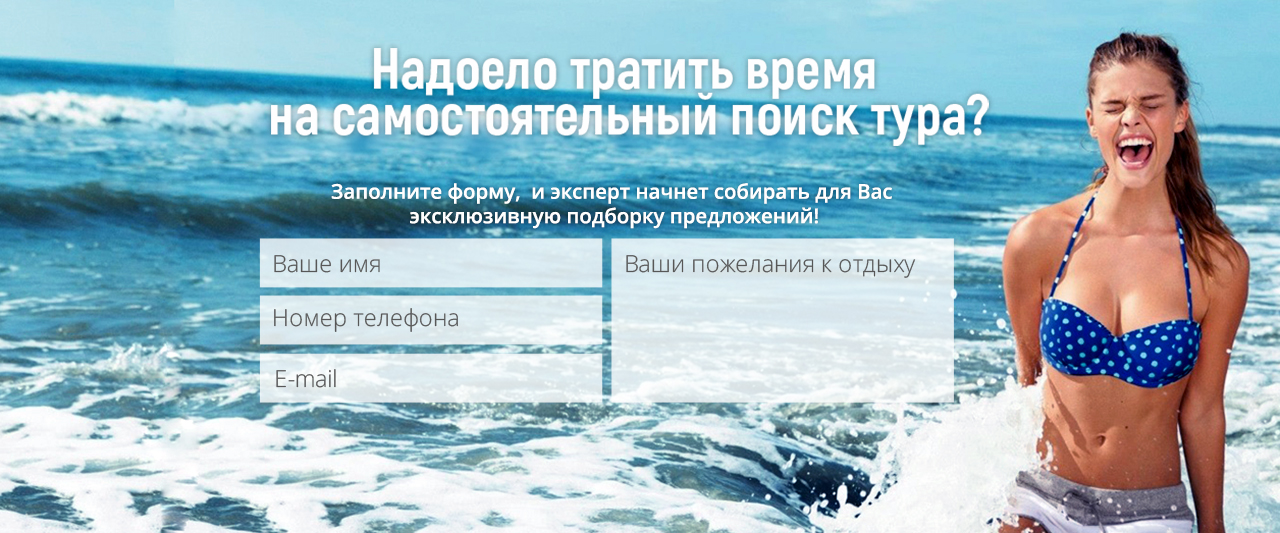 Надоело тратить время
на самостоятельный поиск тура?
Заполните форму,  и эксперт начнет собирать для Вас
эксклюзивную подборку предложений!
Ваше имя
Номер телефона
E-mail
Ваши пожелания к отдыху